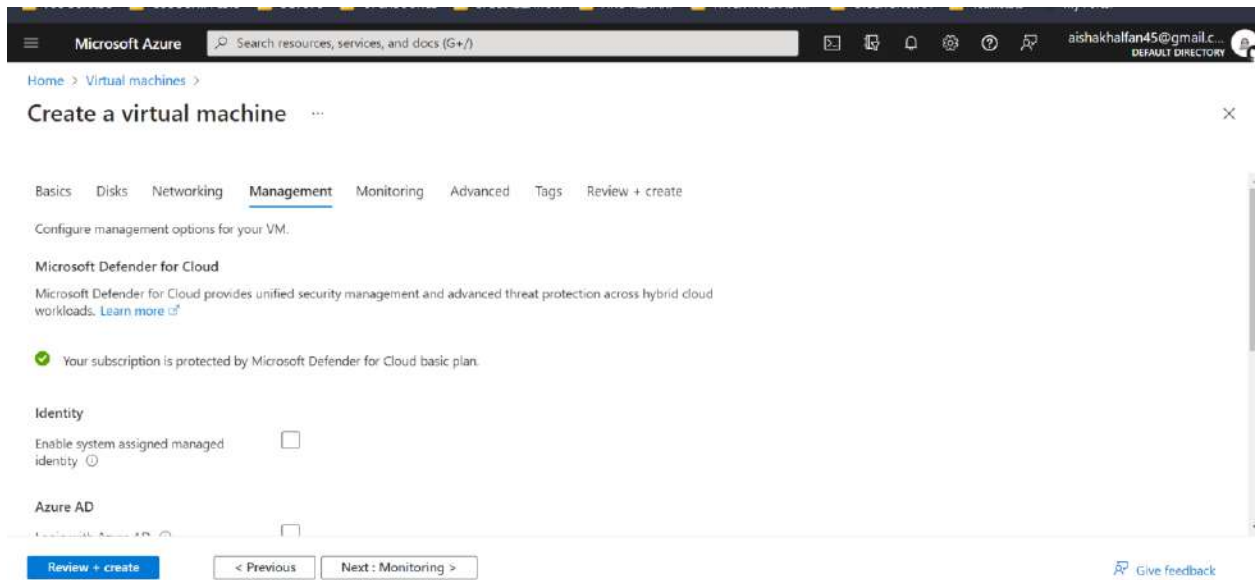 Microsoft Azure
Search resources, services, and docs (G+/)
aishakhalfan45@gmail.c...
DEFAULT DIRECTORY
Home > Virtual machines >
Create a virtual machine ...
Basics Disks Networking Management Monitoring Advanced Tags Review + create
Configure management options for your VM.
Microsoft Defender for Cloud
Microsoft Defender for Cloud provides unified security management and advanced threat protection across hybrid cloud
workloads. Learn more
Your subscription is protected by Microsoft Defender for Cloud basic plan.
Identity
Enable system assigned managed
identity
Azure AD
Review + create
< Previous
Next : Monitoring >
Give feedback